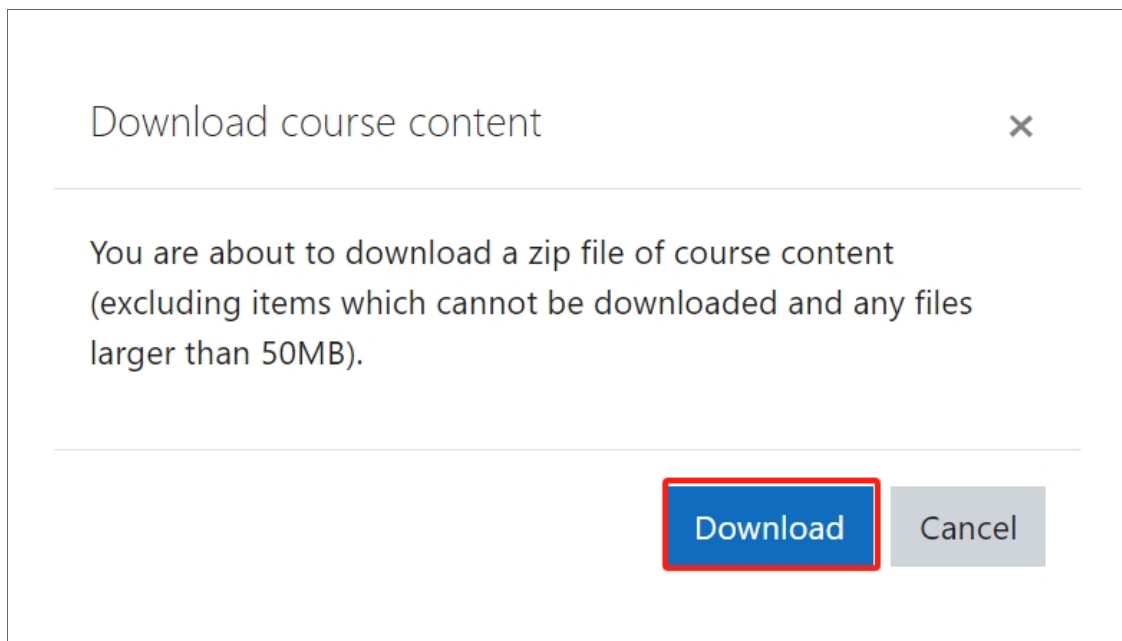 Download course content
×
You are about to download a zip file of course content
(excluding items which cannot be downloaded and any files
larger than 50MB).
Download Cancel